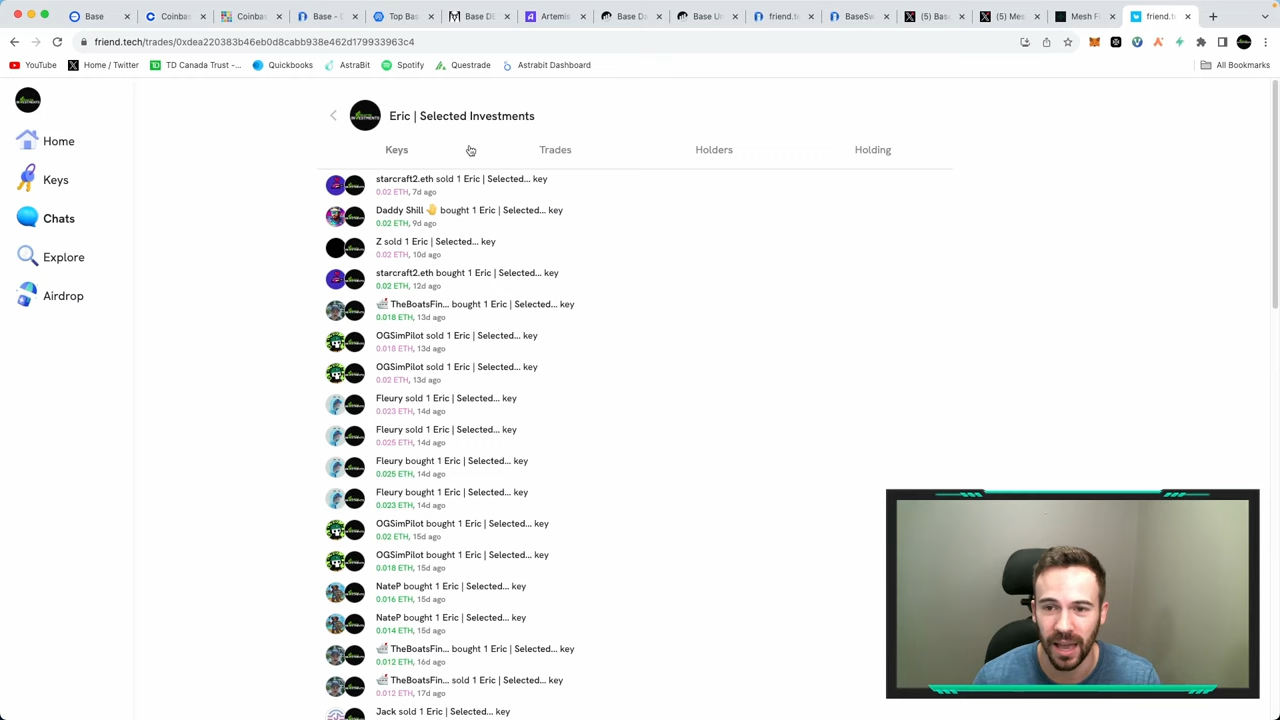 Base
Coinbas
Coinbas
Base - D
Top Bas
Base DE
Artemis
Base Do
Base Un
friend.te
BaseSw
(5) Bas
(5) Mes
Mesh Fi
friend.te
friend.tech/trades/0xdea220383b46eb0d8cabb938e462d179933963c4
YouTube
Home / Twitter
TD Canada Trust -...
Quickbooks
AstraBit
Spotify
Questrade
Astrabit Dashboard
All Bookmarks
Eric | Selected Investments
Home
Keys
Chats
Explore
Airdrop
Keys Trades Holders Holding
starcraft2.eth sold 1 Eric | Selected... key
0.02 ETH, 7d ago
Daddy Shill 🤚 bought 1 Eric | Selected... key
0.02 ETH, 9d ago
Z sold 1 Eric | Selected... key
0.02 ETH, 10d ago
starcraft2.eth bought 1 Eric | Selected... key
0.02 ETH, 12d ago
TheBoatsFin... bought 1 Eric | Selected... key
0.018 ETH, 13d ago
OGSimPilot sold 1 Eric | Selected... key
0.018 ETH, 13d ago
OGSimPilot sold 1 Eric | Selected... key
0.02 ETH, 13d ago
Fleury sold 1 Eric | Selected... key
0.023 ETH, 14d ago
Fleury sold 1 Eric | Selected... key
0.025 ETH, 14d ago
Fleury bought 1 Eric | Selected... key
0.025 ETH, 14d ago
Fleury bought 1 Eric | Selected... key
0.023 ETH, 14d ago
OGSimPilot bought 1 Eric | Selected... key
0.02 ETH, 15d ago
OGSimPilot bought 1 Eric | Selected... key
0.018 ETH, 15d ago
NateP bought 1 Eric | Selected... key
0.016 ETH, 15d ago
NateP bought 1 Eric | Selected... key
0.014 ETH, 15d ago
TheBoatsFin... bought 1 Eric | Selected... key
0.012 ETH, 16d ago
TheBoatsFin... sold 1 Eric | Selected... key
0.012 ETH, 17d ago
Jack sold 1 Eric | Selected... key